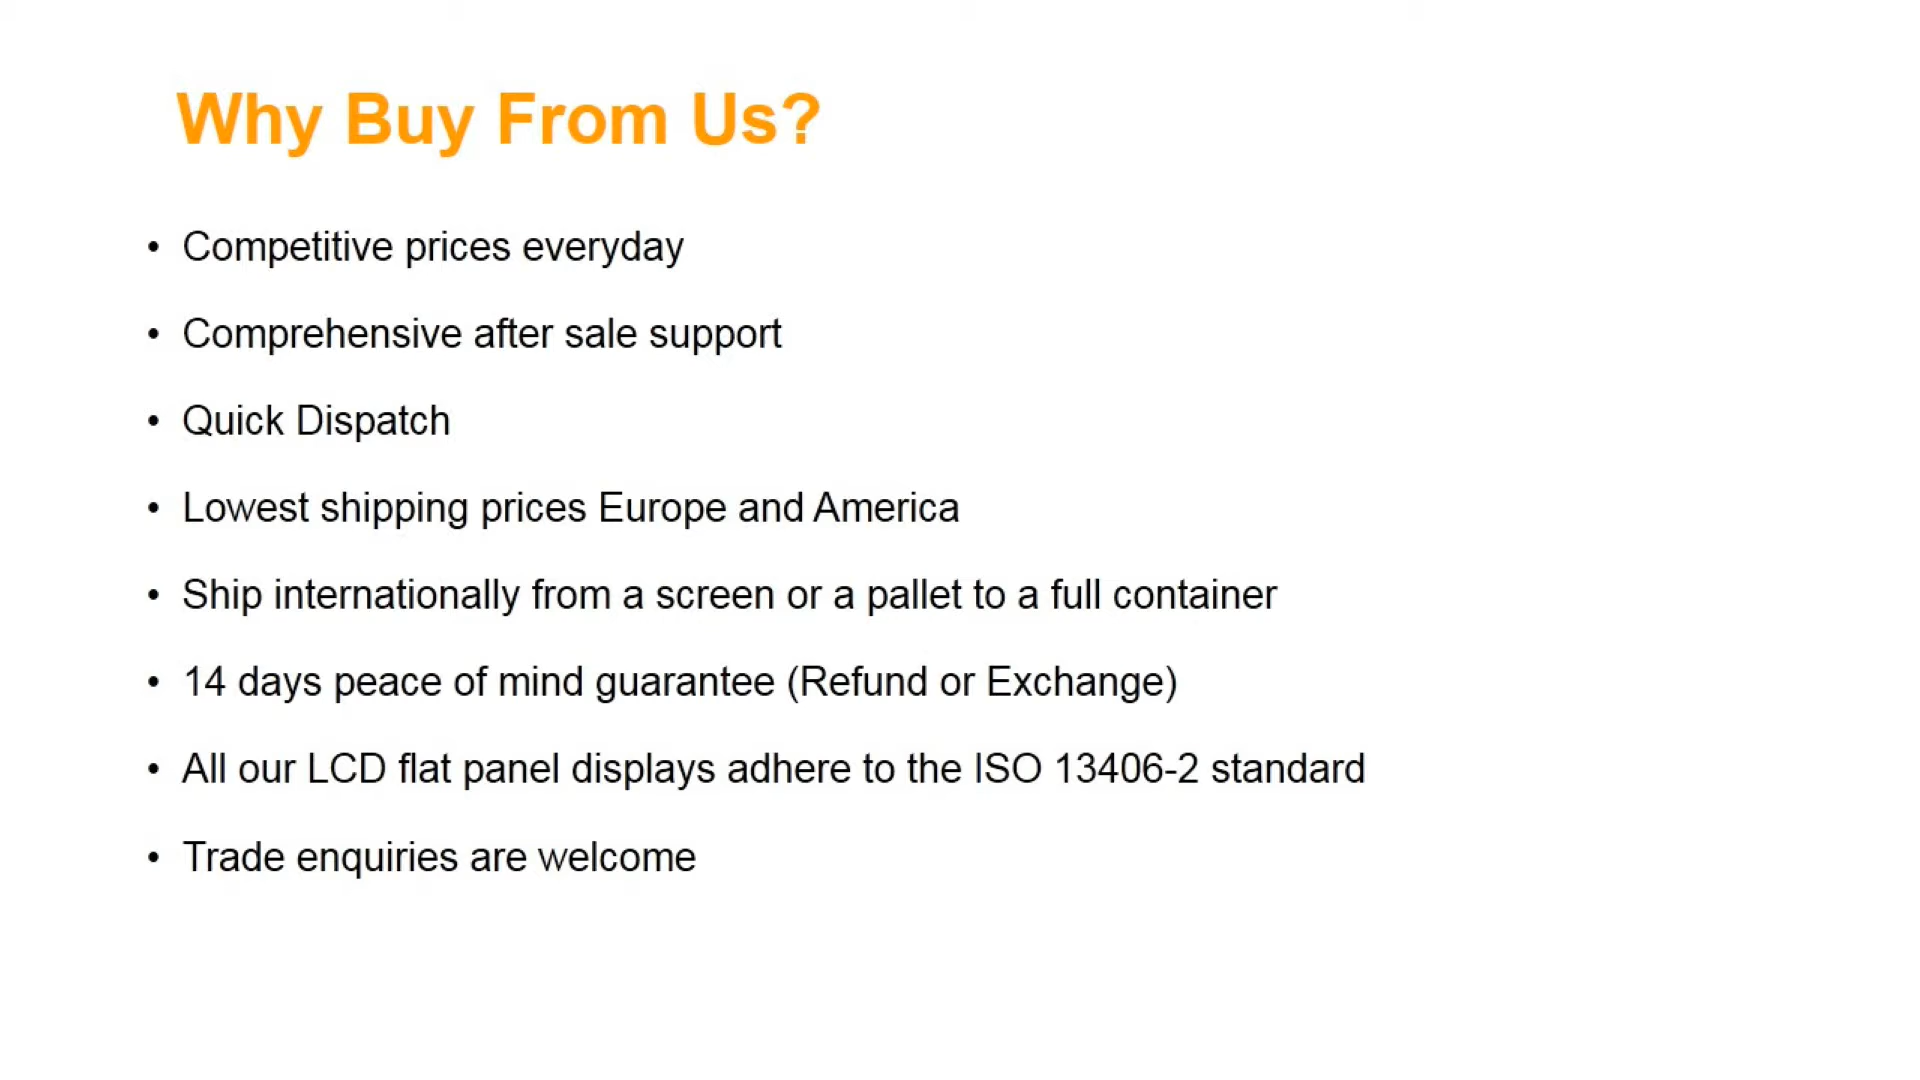 Why Buy From Us?
• Competitive prices everyday
• Comprehensive after sale support
• Quick Dispatch
• Lowest shipping prices Europe and America
• Ship internationally from a screen or a pallet to a full container
• 14 days peace of mind guarantee (Refund or Exchange)
• All our LCD flat panel displays adhere to the ISO 13406-2 standard
• Trade enquiries are welcome